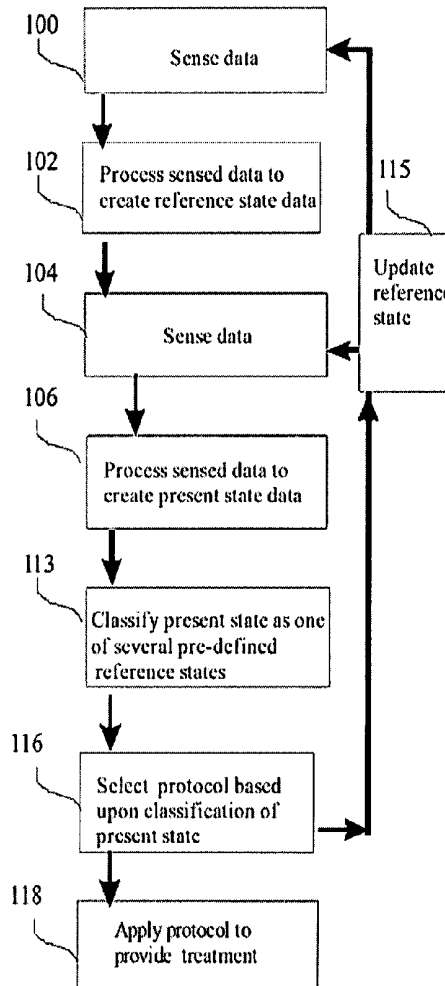 100
Sense data
102
Process sensed data to
create reference state data
115
Update
reference
state
104
Sense data
106
Process sensed data to
create present state data
113
Classify present state as one
of several pre-defined
reference states
116
Select protocol based
upon classification of
present state
118
Apply protocol to
provide treatment